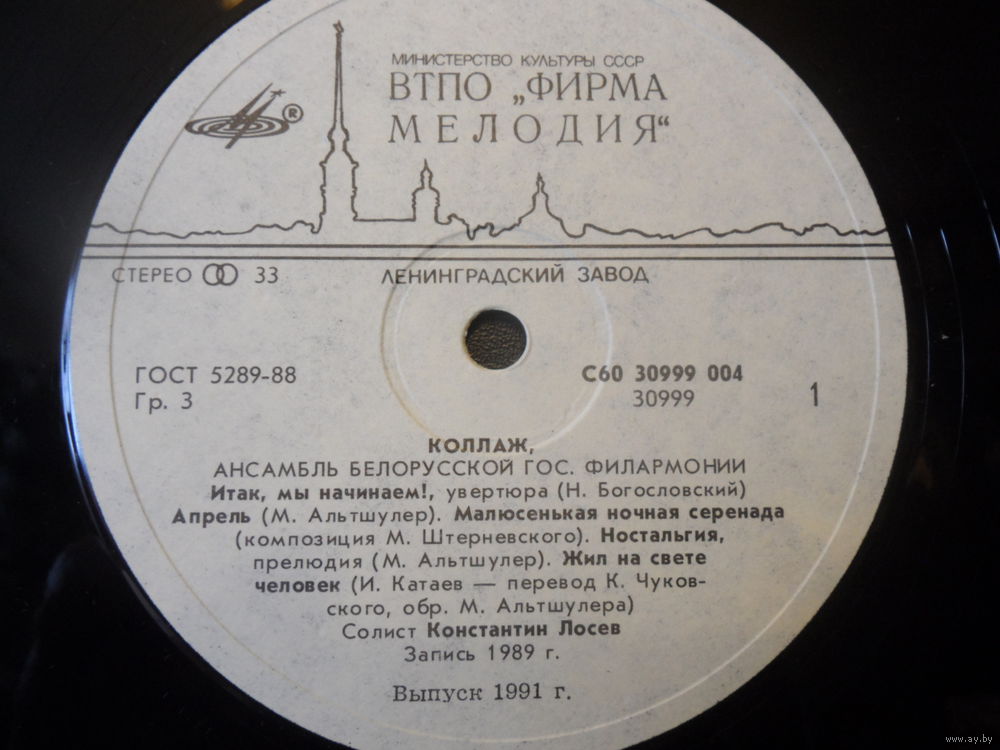 МИНИСТЕРСТВО КУЛЬТУРЫ СССР
ВТПО „ФИРМА
МЕЛОДИЯ“
®
СТЕРЕО 33 ЛЕНИНГРАДСКИЙ ЗАВОД
ГОСТ 5289-88 С60 30999 004
Гр. 3 30999 1
КОЛЛАЖ,
АНСАМБЛЬ БЕЛОРУССКОЙ ГОС. ФИЛАРМОНИИ
Итак, мы начинаем!, увертюра (Н. Богословский)
Апрель (М. Альтшулер). Малюсенькая ночная серенада
(композиция М. Штерневского). Ностальгия,
прелюдия (М. Альтшулер). Жил на свете
человек (И. Катаев — перевод К. Чуков-
ского, обр. М. Альтшулера)
Солист Константин Лосев
Запись 1989 г.
Выпуск 1991 г.
www.ay.by